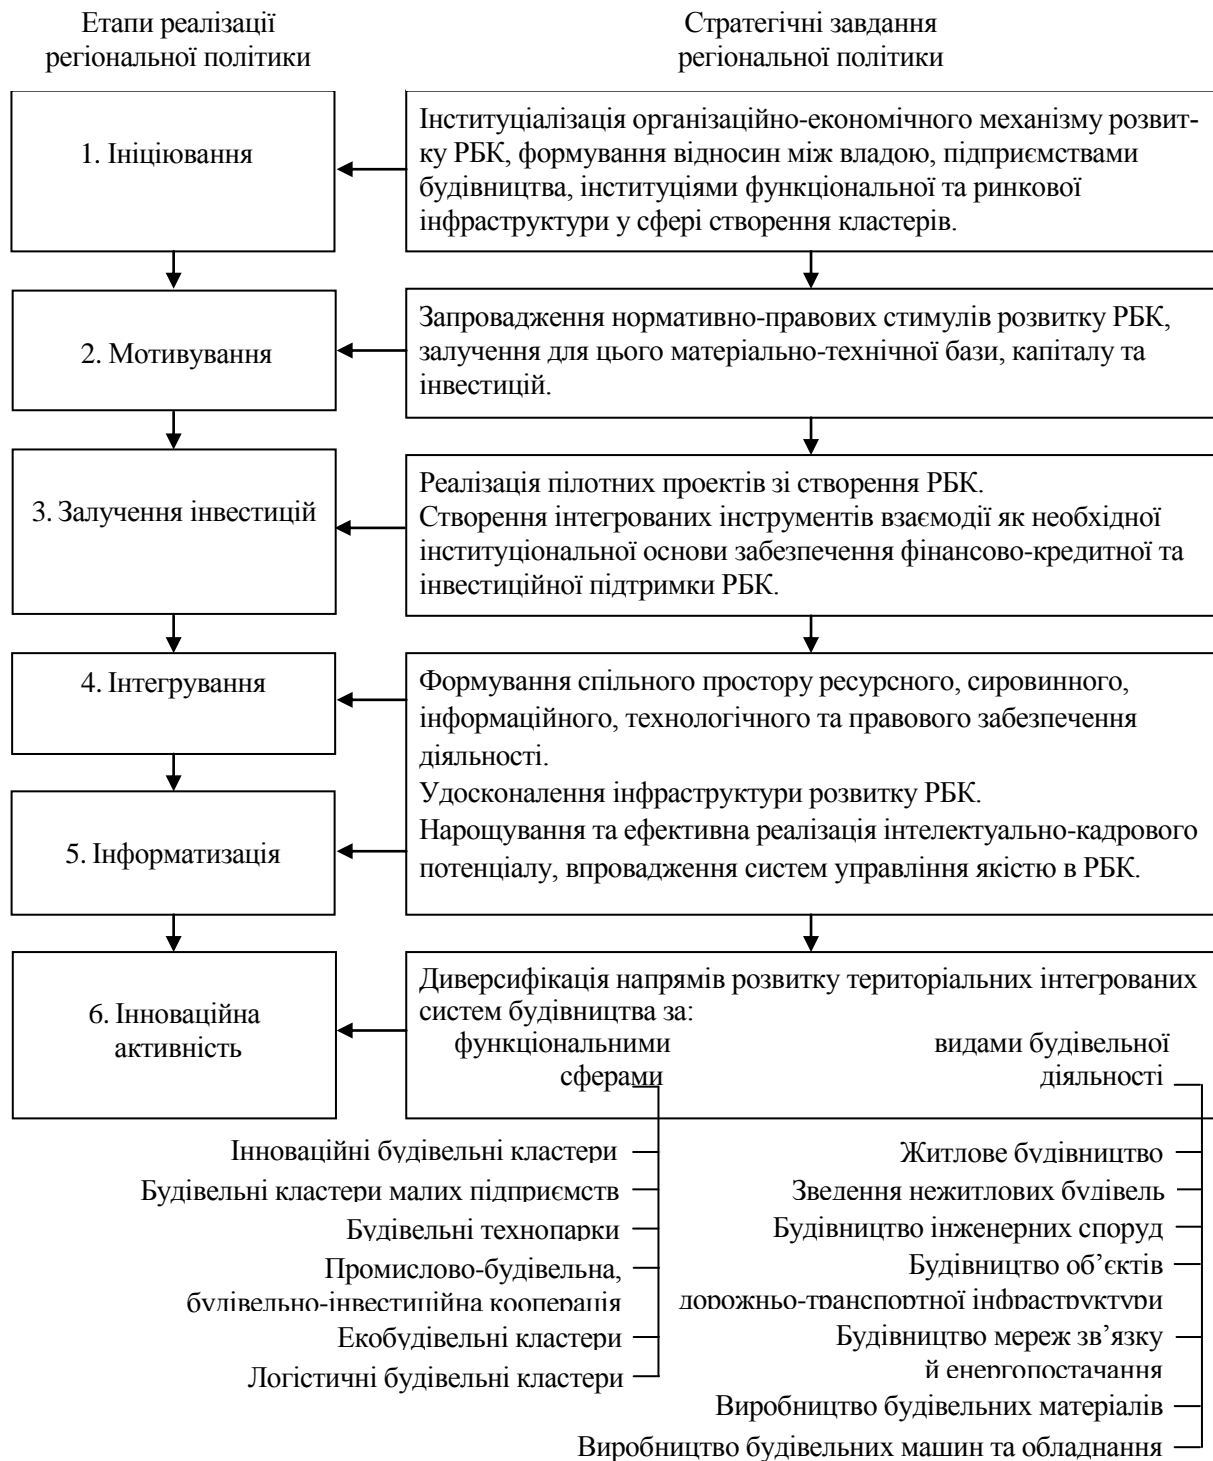 Етапи реалізації
регіональної політики
Стратегічні завдання
регіональної політики
1. Ініціювання
Інституціалізація організаційно-економічного механізму розвит-
ку РБК, формування відносин між владою, підприємствами
будівництва, інституціями функціональної та ринкової
інфраструктури у сфері створення кластерів.
2. Мотивування
Запровадження нормативно-правових стимулів розвитку РБК,
залучення для цього матеріально-технічної бази, капіталу та
інвестицій.
3. Залучення інвестицій
Реалізація пілотних проектів зі створення РБК.
Створення інтегрованих інструментів взаємодії як необхідної
інституціональної основи забезпечення фінансово-кредитної та
інвестиційної підтримки РБК.
4. Інтегрування
5. Інформатизація
Формування спільного простору ресурсного, сировинного,
інформаційного, технологічного та правового забезпечення
діяльності.
Удосконалення інфраструктури розвитку РБК.
Нарощування та ефективна реалізація інтелектуально-кадрового
потенціалу, впровадження систем управління якістю в РБК.
6. Інноваційна
активність
Диверсифікація напрямів розвитку територіальних інтегрованих
систем будівництва за:
функціональними
сферами
видами будівельної
діяльності
Інноваційні будівельні кластери
Будівельні кластери малих підприємств
Будівельні технопарки
Промислово-будівельна,
будівельно-інвестиційна кооперація
Екобудівельні кластери
Логістичні будівельні кластери
Житлове будівництво
Зведення нежитлових будівель
Будівництво інженерних споруд
Будівництво об’єктів
дорожньо-транспортної інфраструктури
Будівництво мереж зв’язку
й енергопостачання
Виробництво будівельних матеріалів
Виробництво будівельних машин та обладнання